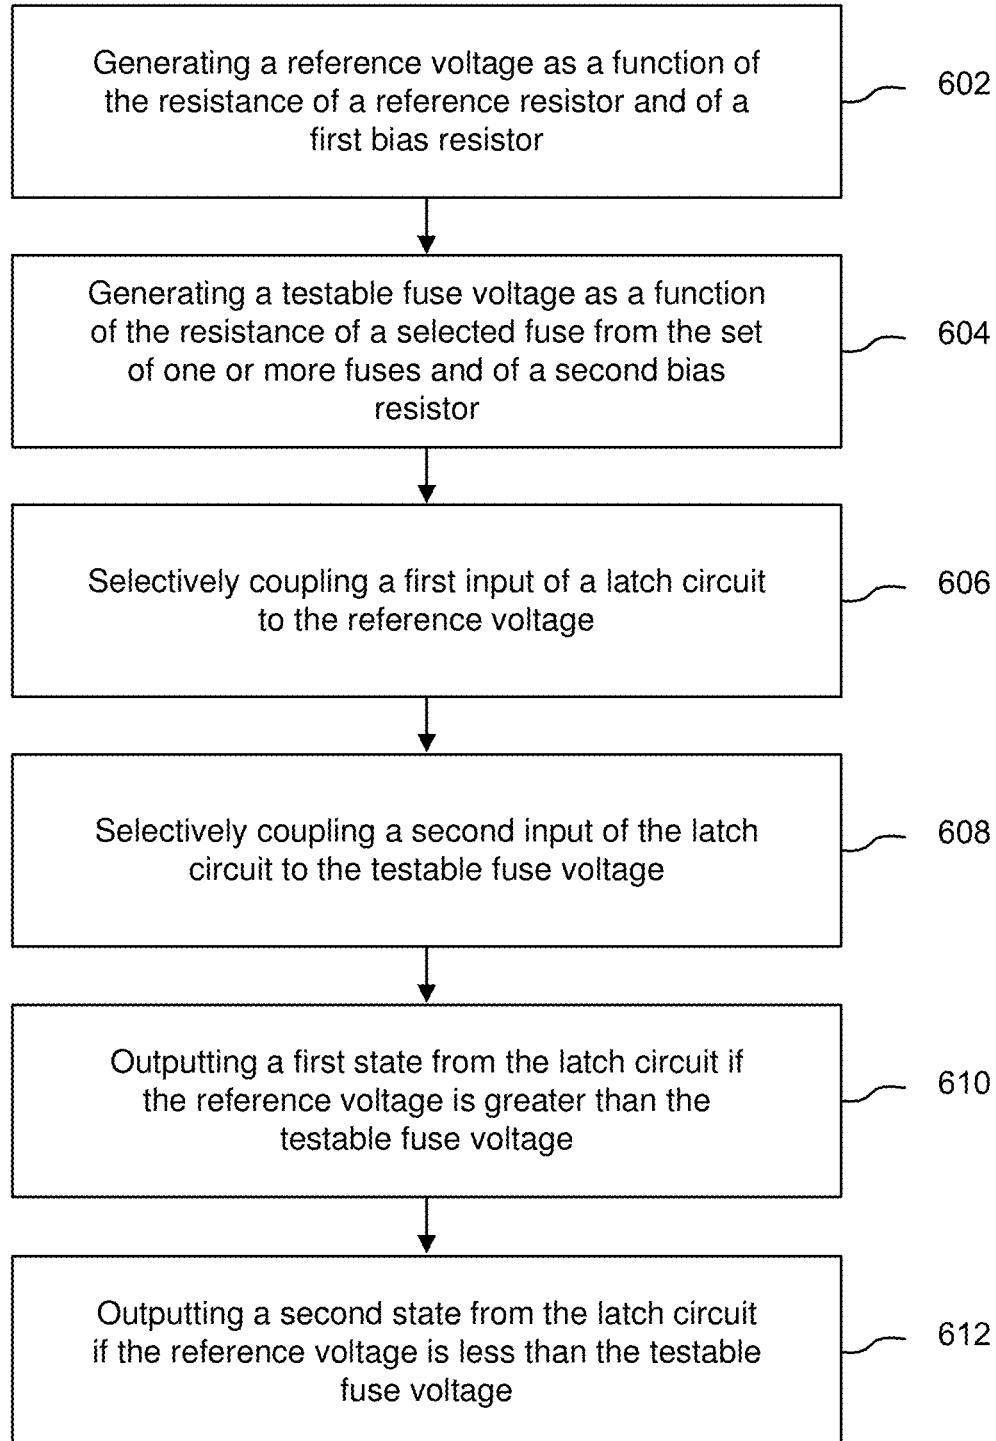 Generating a reference voltage as a function of
the resistance of a reference resistor and of a
first bias resistor
602
Generating a testable fuse voltage as a function
of the resistance of a selected fuse from the set
of one or more fuses and of a second bias
resistor
604
Selectively coupling a first input of a latch circuit
to the reference voltage
606
Selectively coupling a second input of the latch
circuit to the testable fuse voltage
608
Outputting a first state from the latch circuit if
the reference voltage is greater than the
testable fuse voltage
610
Outputting a second state from the latch circuit
if the reference voltage is less than the testable
fuse voltage
612